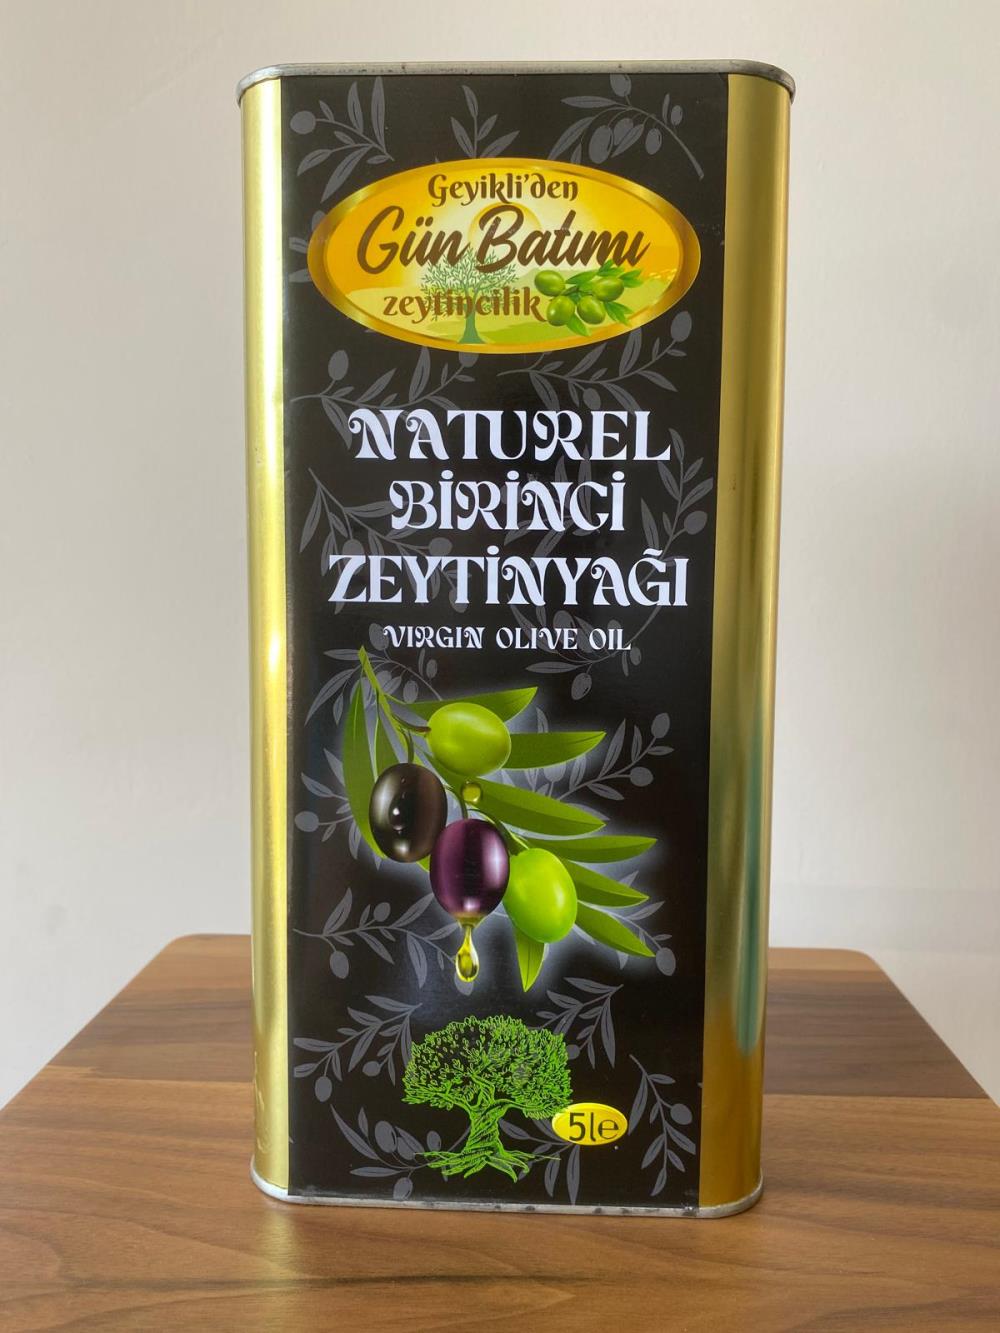 Geyikli'den
Gün Batımı
zeytincilik
NATUREL
BİRİNCİ
ZEYTİNYAĞI
VIRGIN OLIVE OIL
5l℮